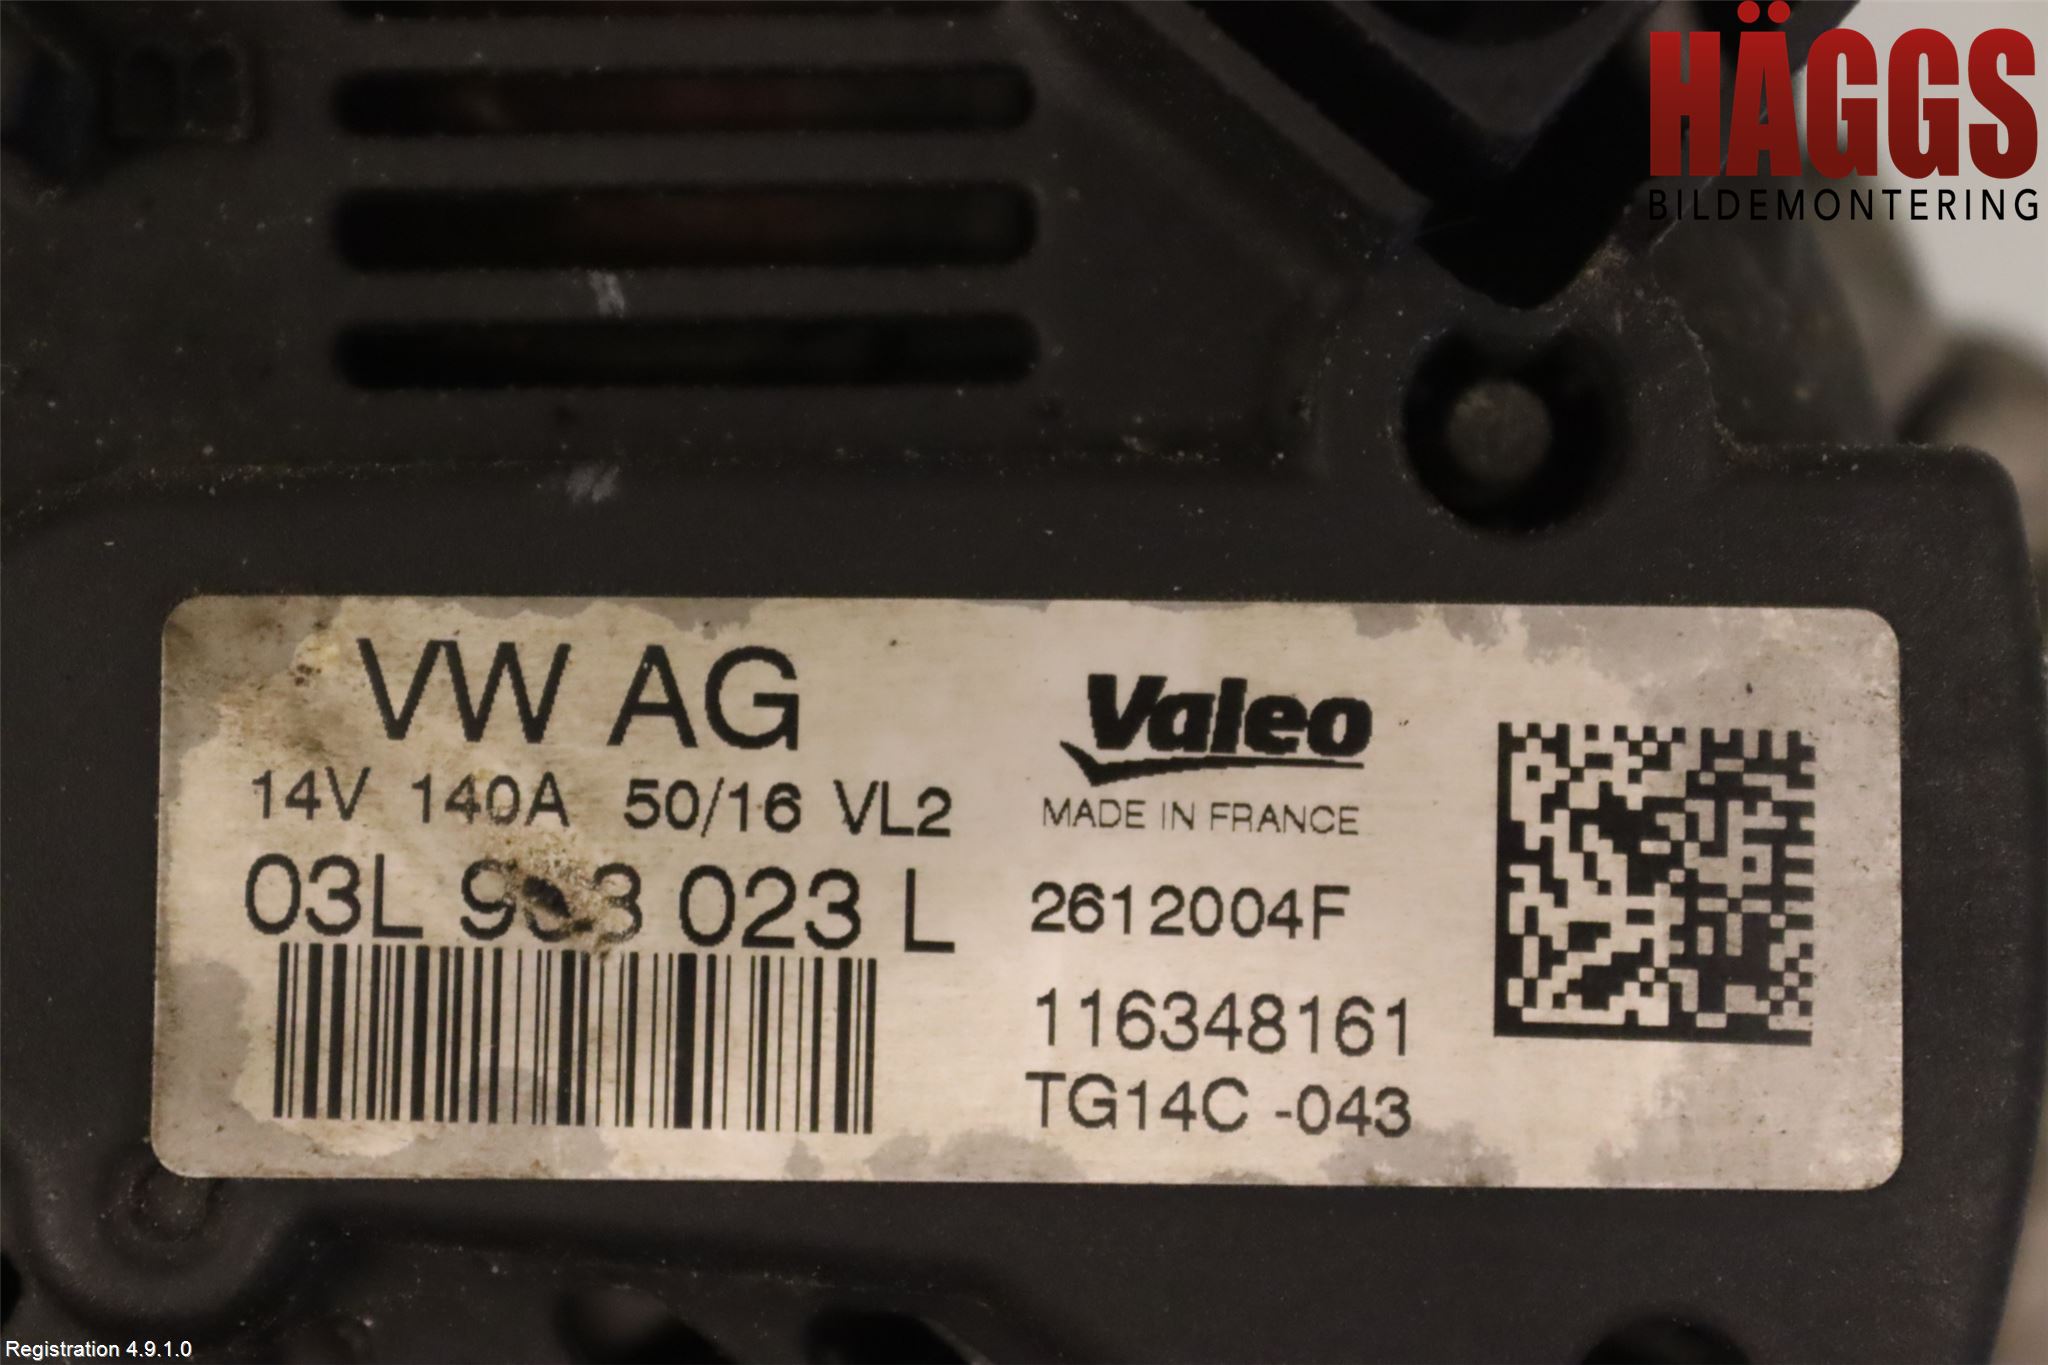 HÄGGS
BILDEMONTERING
VW AG
14V 140A 50/16 VL2
03L 903 023 L
Valeo
MADE IN FRANCE
2612004F
116348161
TG14C -043
Registration 4.9.1.0